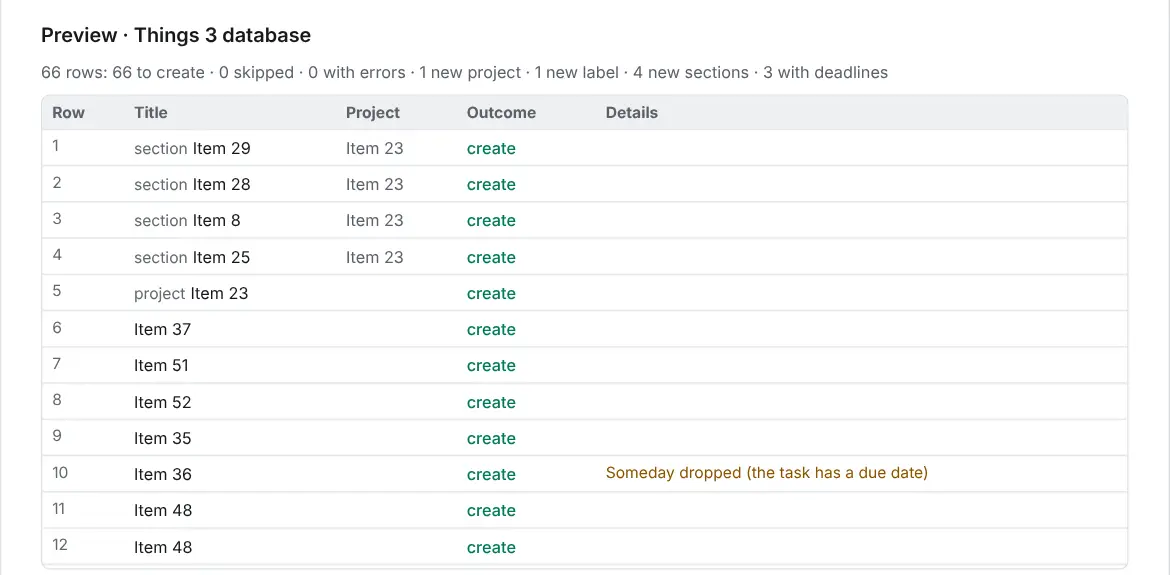 Preview · Things 3 database
66 rows: 66 to create · 0 skipped · 0 with errors · 1 new project · 1 new label · 4 new sections · 3 with deadlines
Row Title Project Outcome Details
1 section Item 29 Item 23 create
2 section Item 28 Item 23 create
3 section Item 8 Item 23 create
4 section Item 25 Item 23 create
5 project Item 23 create
6 Item 37 create
7 Item 51 create
8 Item 52 create
9 Item 35 create
10 Item 36 create Someday dropped (the task has a due date)
11 Item 48 create
12 Item 48 create